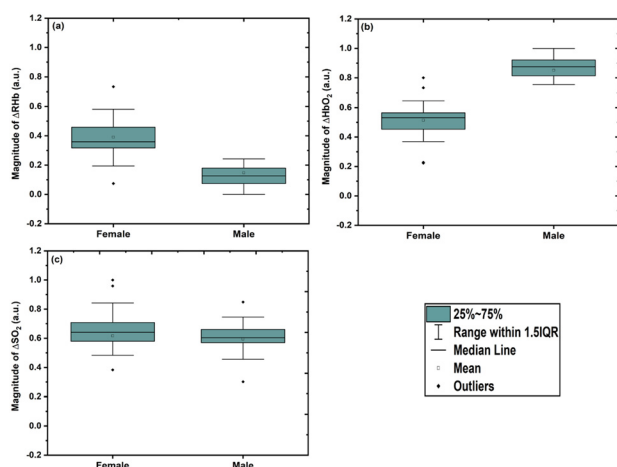 (a)
Magnitude of ΔRHb (a.u.)
1.2
1.0
0.8
0.6
0.4
0.2
0.0
-0.2
Female
Male
(b)
Magnitude of ΔHbO₂ (a.u.)
1.2
1.0
0.8
0.6
0.4
0.2
0.0
-0.2
Female
Male
(c)
Magnitude of ΔSO₂ (a.u.)
1.2
1.0
0.8
0.6
0.4
0.2
0.0
-0.2
Female
Male
25%~75%
Range within 1.5IQR
Median Line
Mean
Outliers